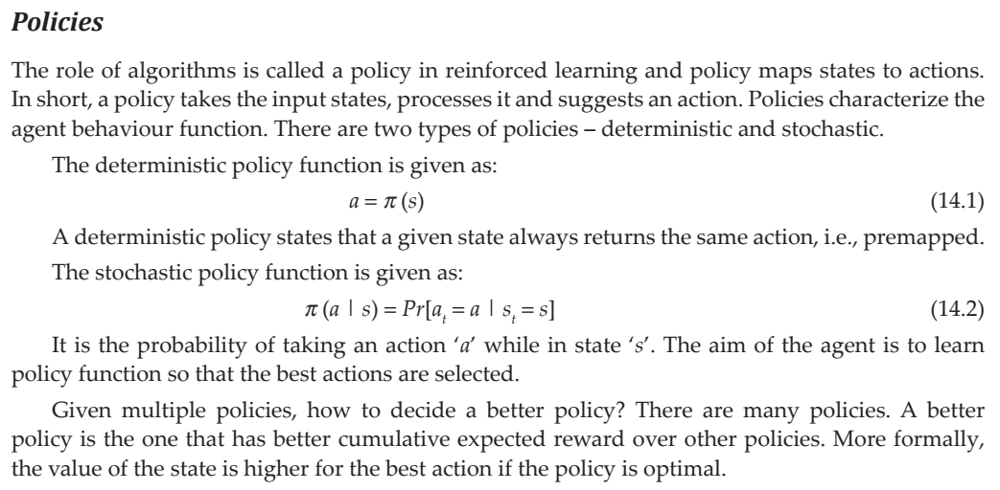 Policies
The role of algorithms is called a policy in reinforced learning and policy maps states to actions.
In short, a policy takes the input states, processes it and suggests an action. Policies characterize the
agent behaviour function. There are two types of policies – deterministic and stochastic.
The deterministic policy function is given as:
a = π (s) (14.1)
A deterministic policy states that a given state always returns the same action, i.e., premapped.
The stochastic policy function is given as:
π (a | s) = Pr[a_t = a | s_t = s] (14.2)
It is the probability of taking an action ‘a’ while in state ‘s’. The aim of the agent is to learn
policy function so that the best actions are selected.
Given multiple policies, how to decide a better policy? There are many policies. A better
policy is the one that has better cumulative expected reward over other policies. More formally,
the value of the state is higher for the best action if the policy is optimal.